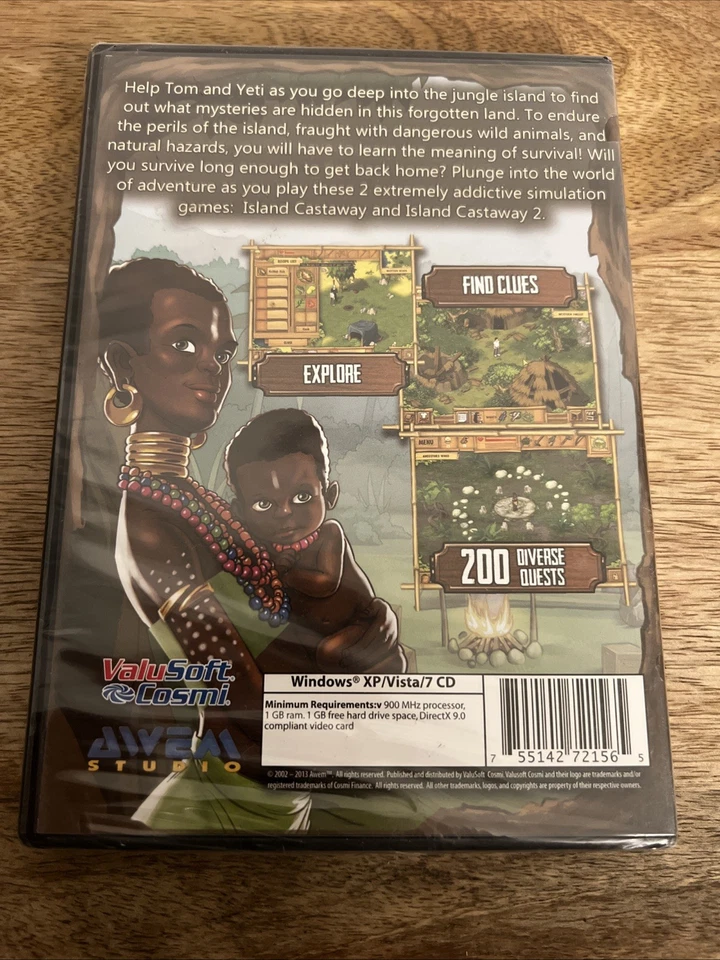 Help Tom and Yeti as you go deep into the jungle island to find
out what mysteries are hidden in this forgotten land. To endure
the perils of the island, fraught with dangerous wild animals, and
natural hazards, you will have to learn the meaning of survival! Will
you survive long enough to get back home? Plunge into the world
of adventure as you play these 2 extremely addictive simulation
games: Island Castaway and Island Castaway 2.
FIND CLUES
EXPLORE
MENU
200 DIVERSE
QUESTS
ValuSoft®
Cosmi®
AWEM
STUDIO
Windows® XP/Vista/7 CD
Minimum Requirements:v 900 MHz processor,
1 GB ram. 1 GB free hard drive space, DirectX 9.0
compliant video card
7 55142 72156 5
© 2002 – 2013 Awem™. All rights reserved. Published and distributed by ValuSoft Cosmi. Valusoft Cosmi and their logo are trademarks and/or
registered trademarks of Cosmi Finance. All rights reserved. All other trademarks, logos, and copyrights are property of their respective owners.